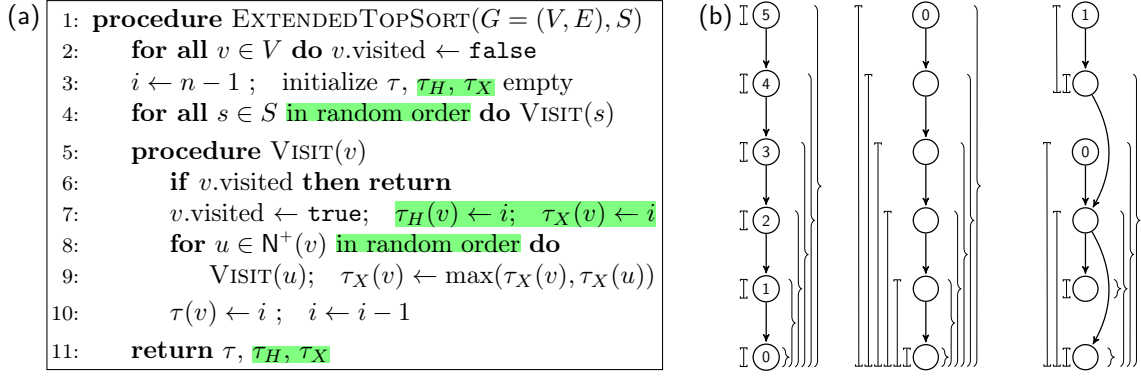 (a)
1: procedure EXTENDEDTOPSORT(G = (V, E), S)
2: for all v ∈ V do v.visited ← false
3: i ← n − 1 ; initialize τ, τ_H, τ_X empty
4: for all s ∈ S in random order do VISIT(s)
5: procedure VISIT(v)
6: if v.visited then return
7: v.visited ← true; τ_H(v) ← i; τ_X(v) ← i
8: for u ∈ N⁺(v) in random order do
9: VISIT(u); τ_X(v) ← max(τ_X(v), τ_X(u))
10: τ(v) ← i ; i ← i − 1
11: return τ, τ_H, τ_X
(b)
5
4
3
2
1
0
0
1
0